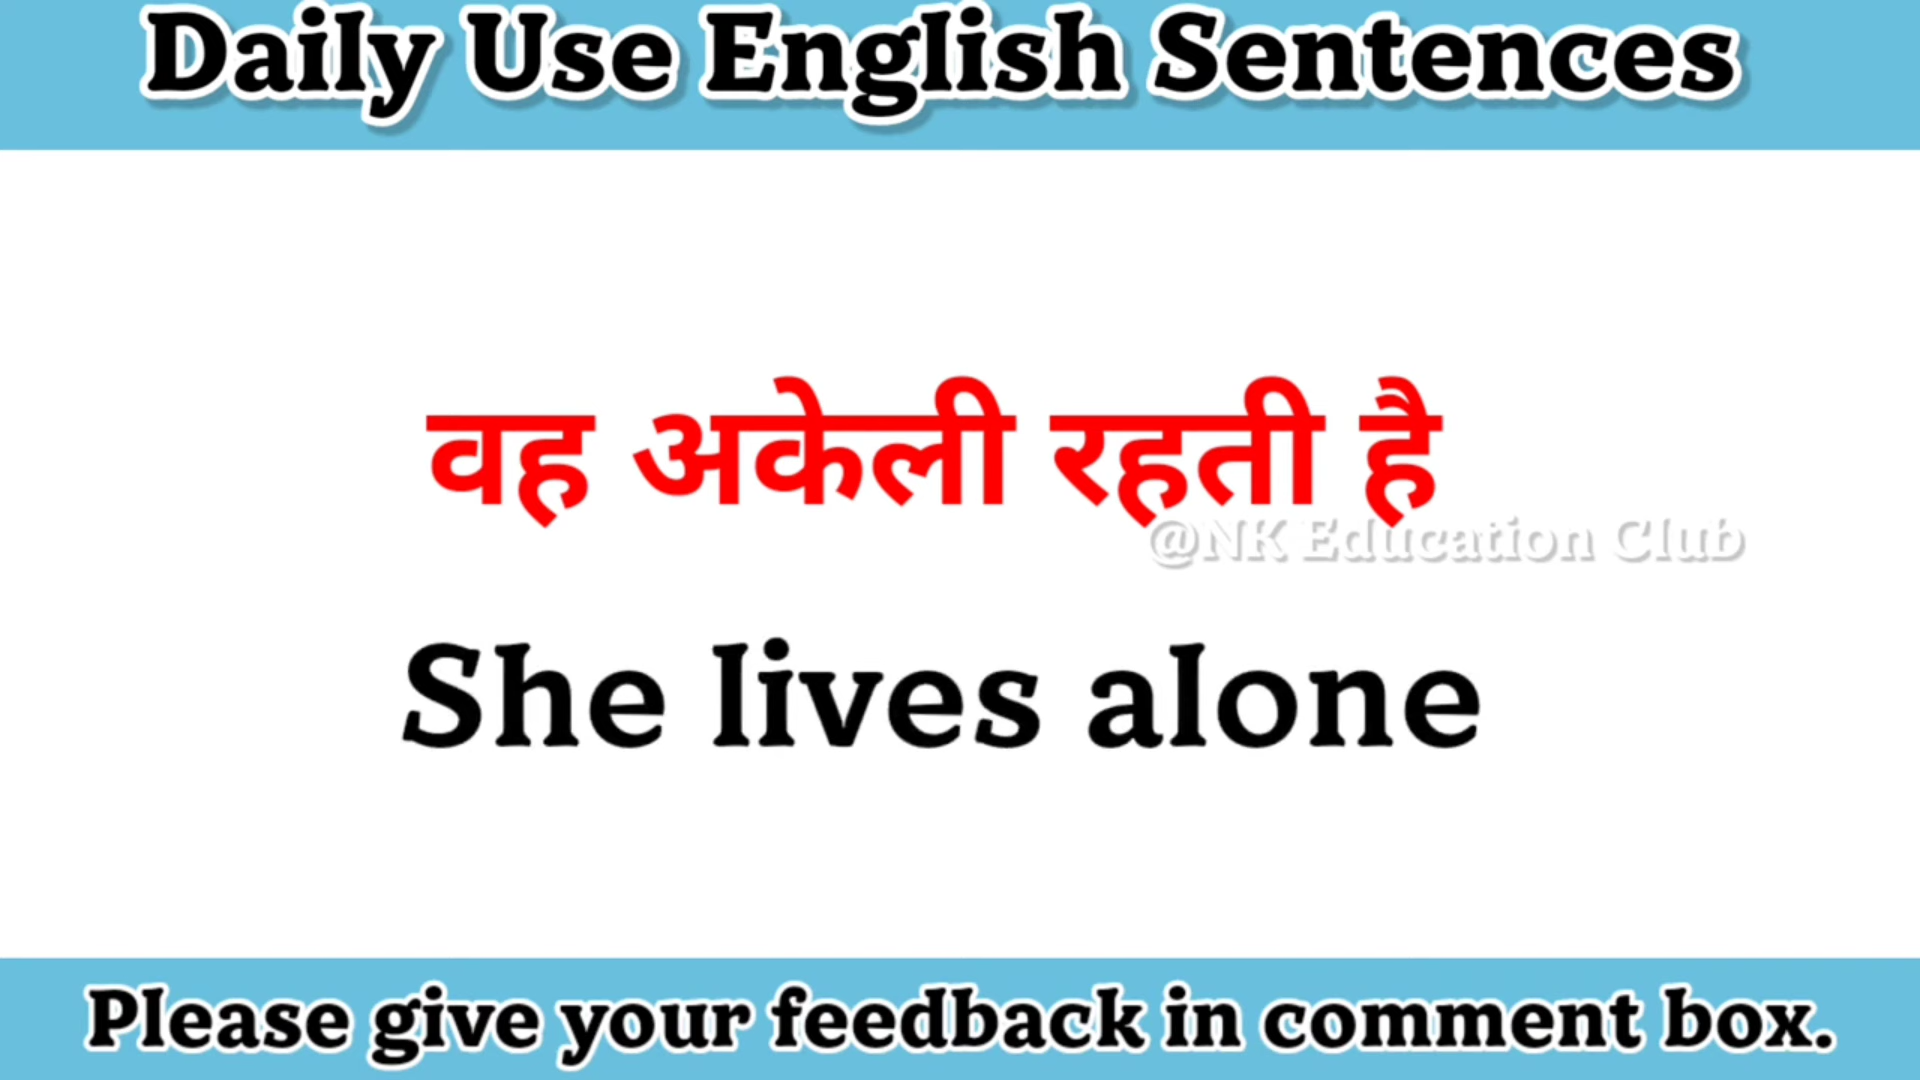 Daily Use English Sentences
वह अकेली रहती है
@NK Education Club
She lives alone
Please give your feedback in comment box.